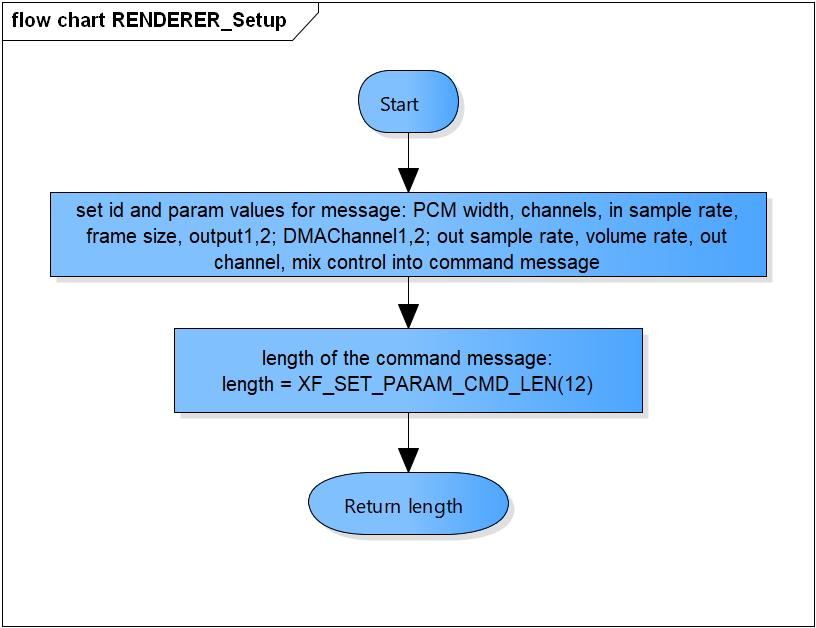 flow chart RENDERER_Setup
Start
set id and param values for message: PCM width, channels, in sample rate,
frame size, output1,2; DMAChannel1,2; out sample rate, volume rate, out
channel, mix control into command message
length of the command message:
length = XF_SET_PARAM_CMD_LEN(12)
Return length